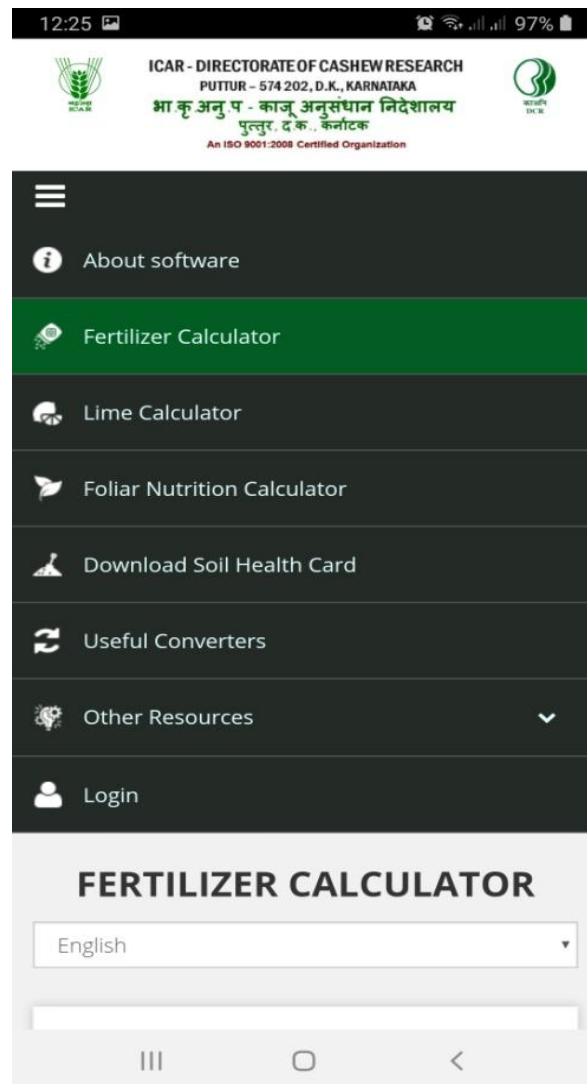 12:25
97%
ICAR - DIRECTORATE OF CASHEW RESEARCH
PUTTUR – 574 202, D.K., KARNATAKA
भा.कृ.अनु.प - काजू अनुसंधान निदेशालय
पुत्तुर, द.क., कर्नाटक
An ISO 9001:2008 Certified Organization
ICAR
DCR
About software
Fertilizer Calculator
Lime Calculator
Foliar Nutrition Calculator
Download Soil Health Card
Useful Converters
Other Resources
Login
FERTILIZER CALCULATOR
English